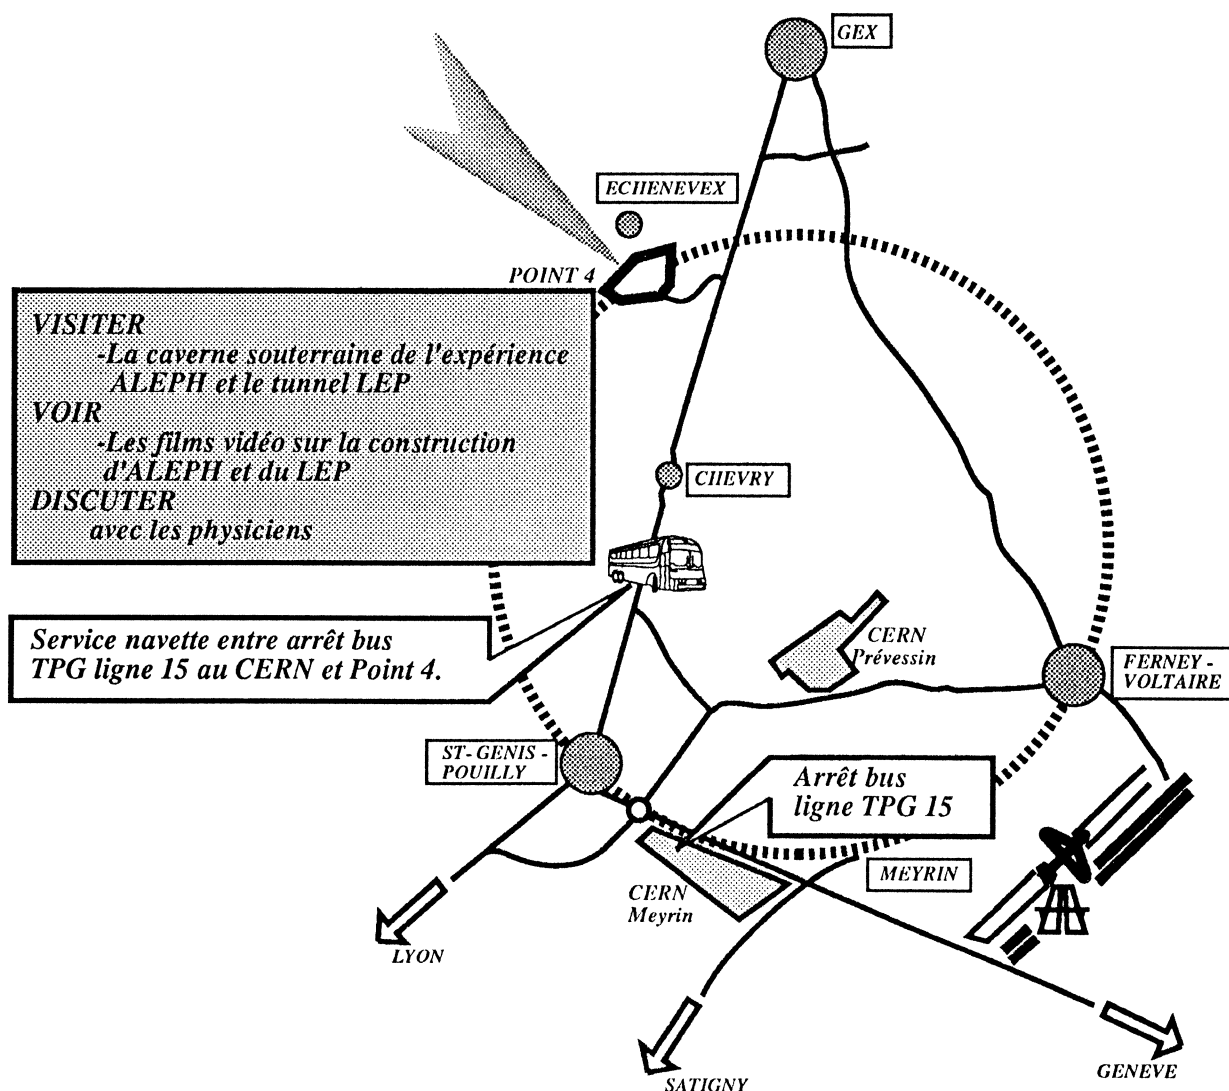 GEX
ECHENEVEX
POINT 4
VISITER
-La caverne souterraine de l'expérience
ALEPH et le tunnel LEP
VOIR
-Les films vidéo sur la construction
d'ALEPH et du LEP
DISCUTER
avec les physiciens
CHEVRY
Service navette entre arrêt bus
TPG ligne 15 au CERN et Point 4.
CERN
Prévessin
FERNEY -
VOLTAIRE
ST- GENIS -
POUILLY
Arrêt bus
ligne TPG 15
MEYRIN
CERN
Meyrin
LYON
SATIGNY
GENEVE